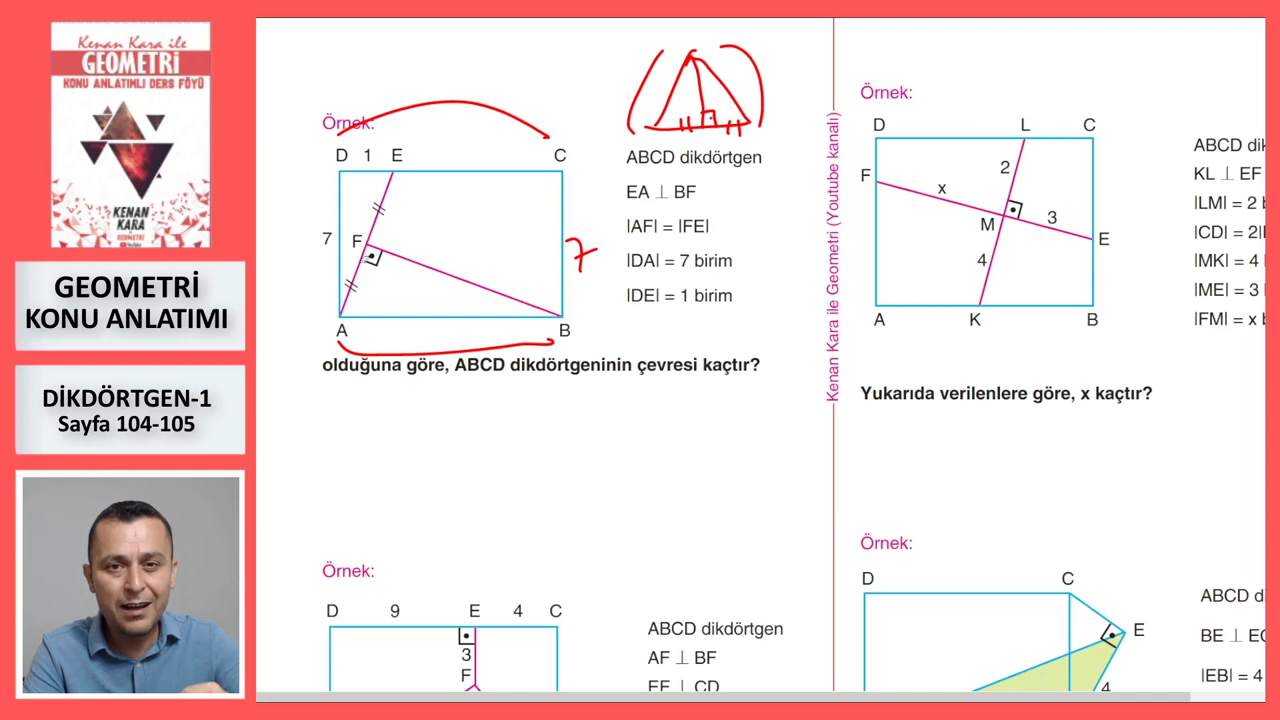 Kenan Kara ile
GEOMETRİ
KONU ANLATIMLI DERS FÖYÜ
KENAN
KARA
GEOMETRİ KONU ANLATIMI
DİKDÖRTGEN-1
Sayfa 104-105
Örnek:
D 1 E C
7 F 7
A B
ABCD dikdörtgen
EA ⊥ BF
|AF| = |FE|
|DA| = 7 birim
|DE| = 1 birim
olduğuna göre, ABCD dikdörtgeninin çevresi kaçtır?
Örnek:
D 9 E 4 C
3
F
ABCD dikdörtgen
AF ⊥ BF
EF ⊥ CD
Kenan Kara ile Geometri (Youtube kanalı)
Örnek:
D L C
F x 2
M 3 E
4
A K B
ABCD di
KL ⊥ EF
|LM| = 2 b
|CD| = 2|
|MK| = 4
|ME| = 3
|FM| = x b
Yukarıda verilenlere göre, x kaçtır?
Örnek:
D C
E
4
ABCD d
BE ⊥ EC
|EB| = 4